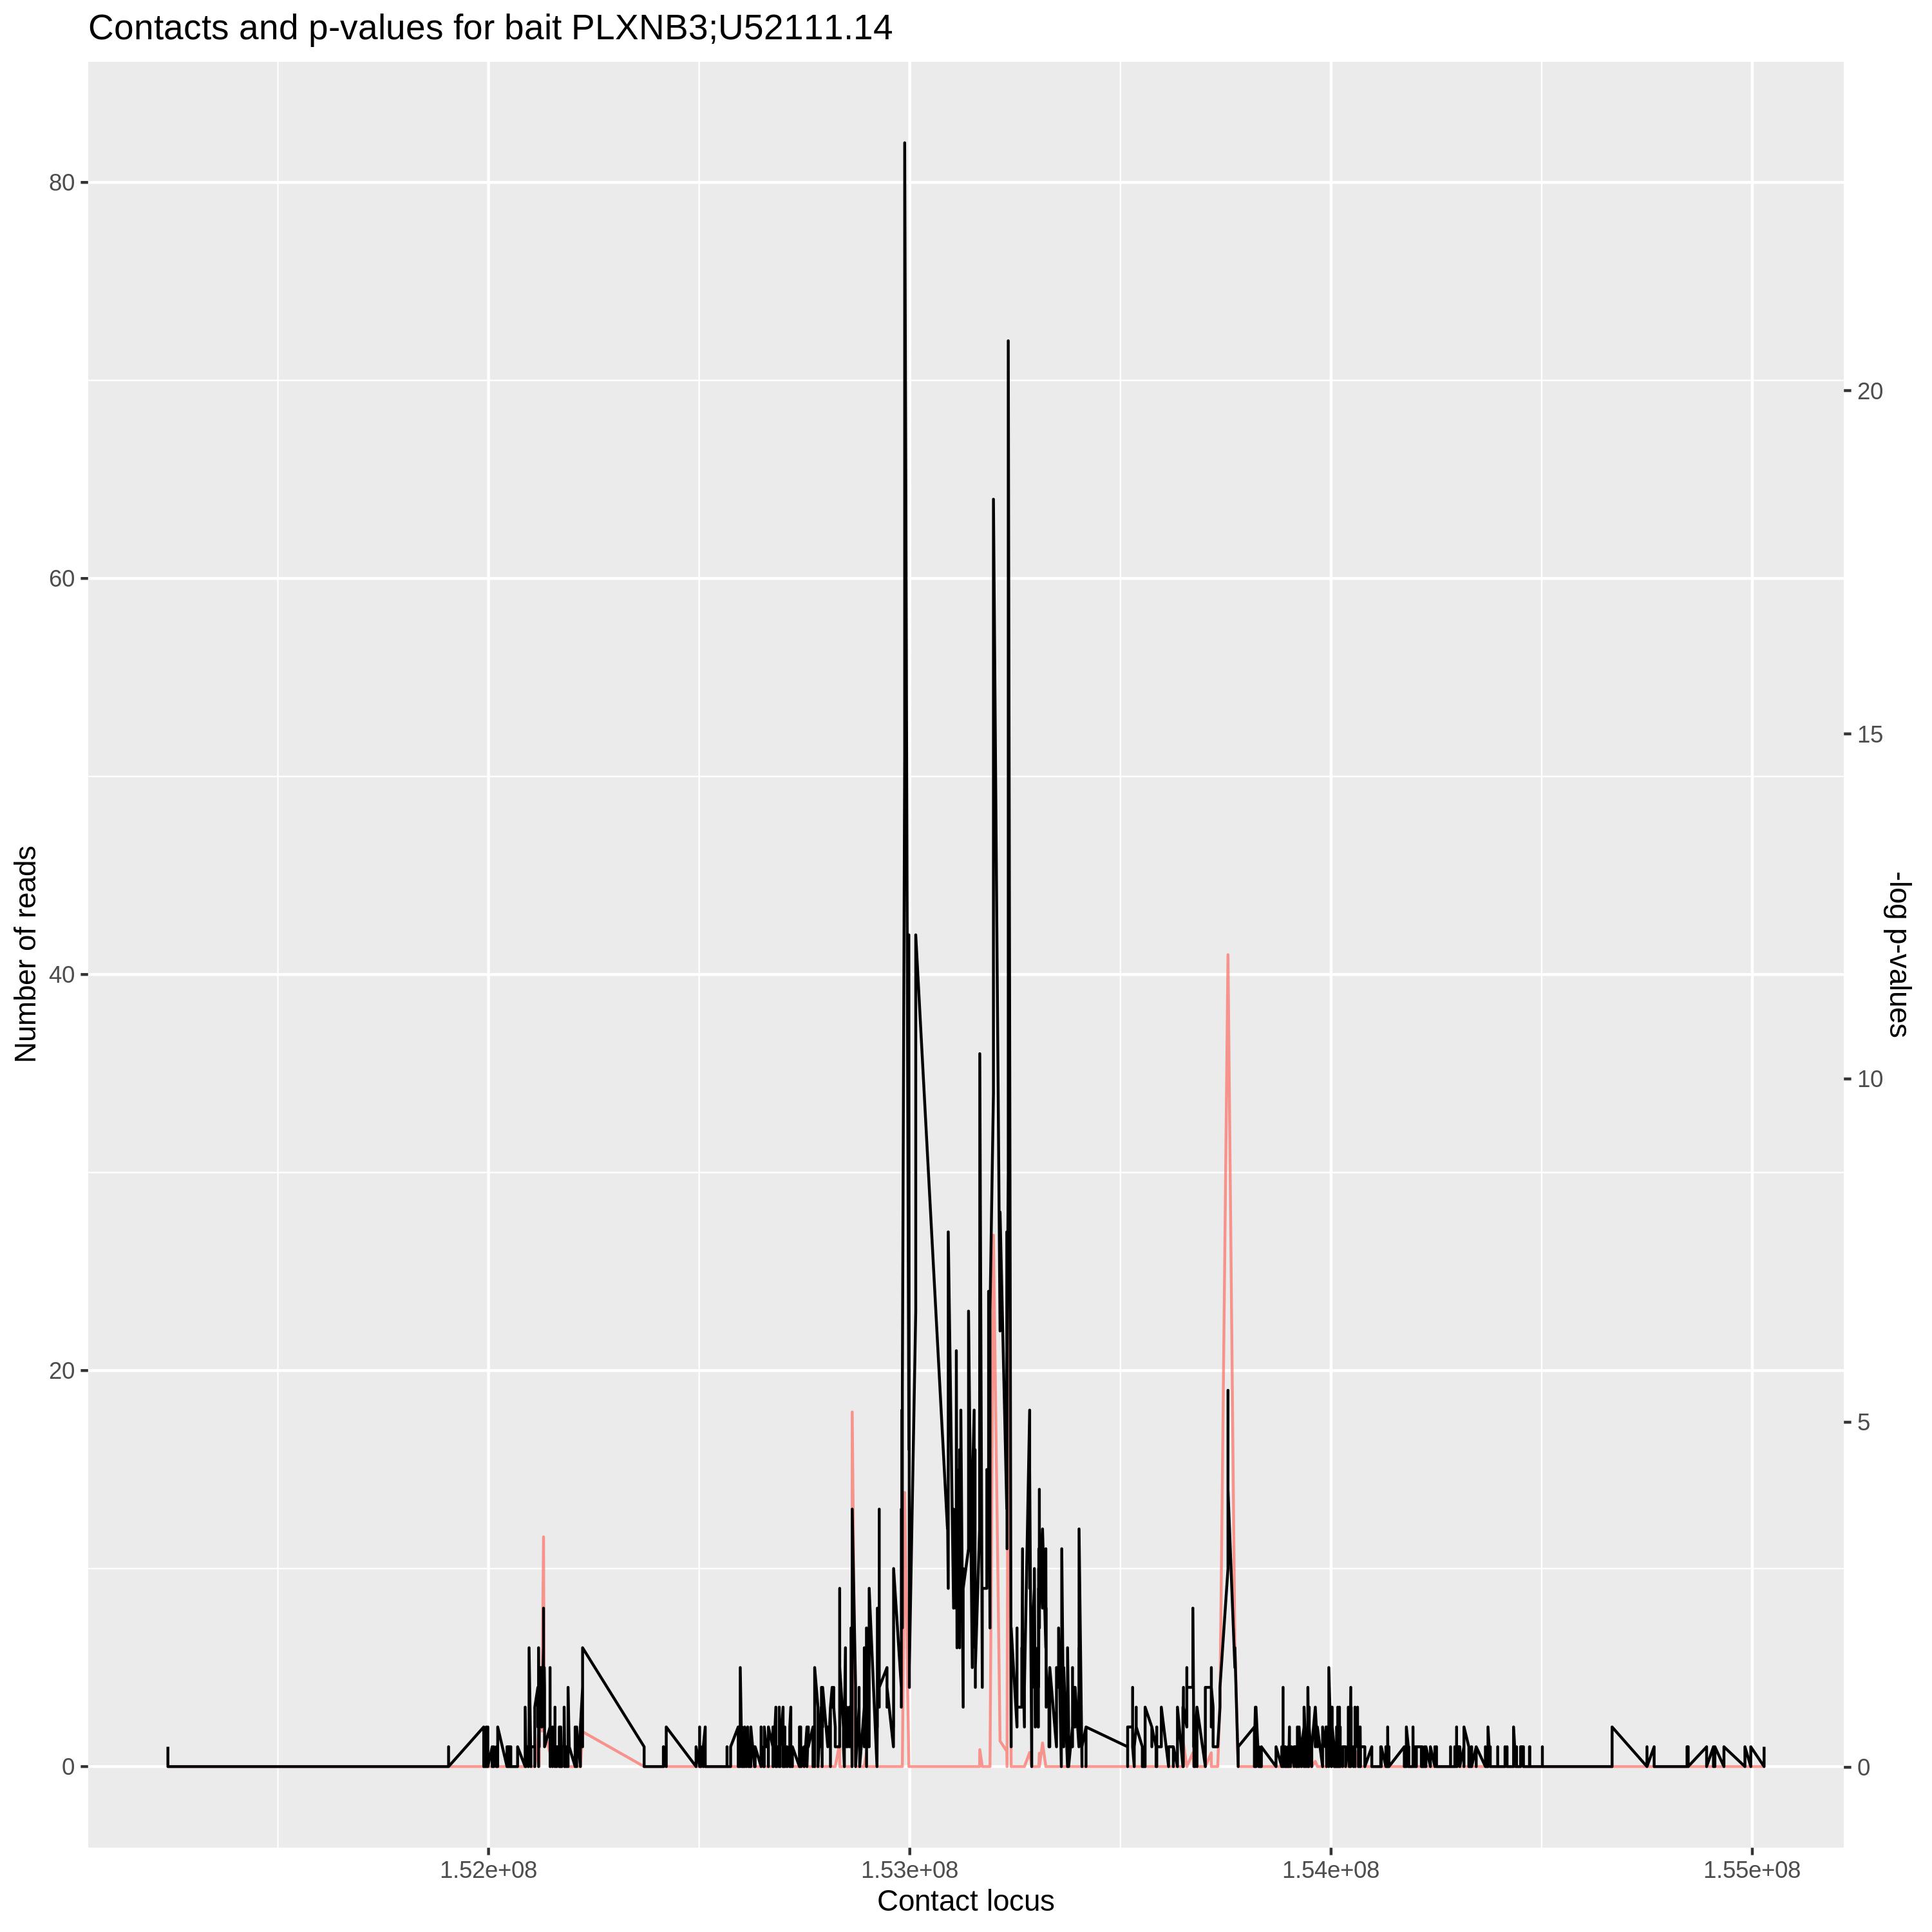 Contacts and p-values for bait PLXNB3;U52111.14
80
60
40
20
0
Number of reads
20
15
10
5
0
-log p-values
1.52e+08
1.53e+08
1.54e+08
1.55e+08
Contact locus